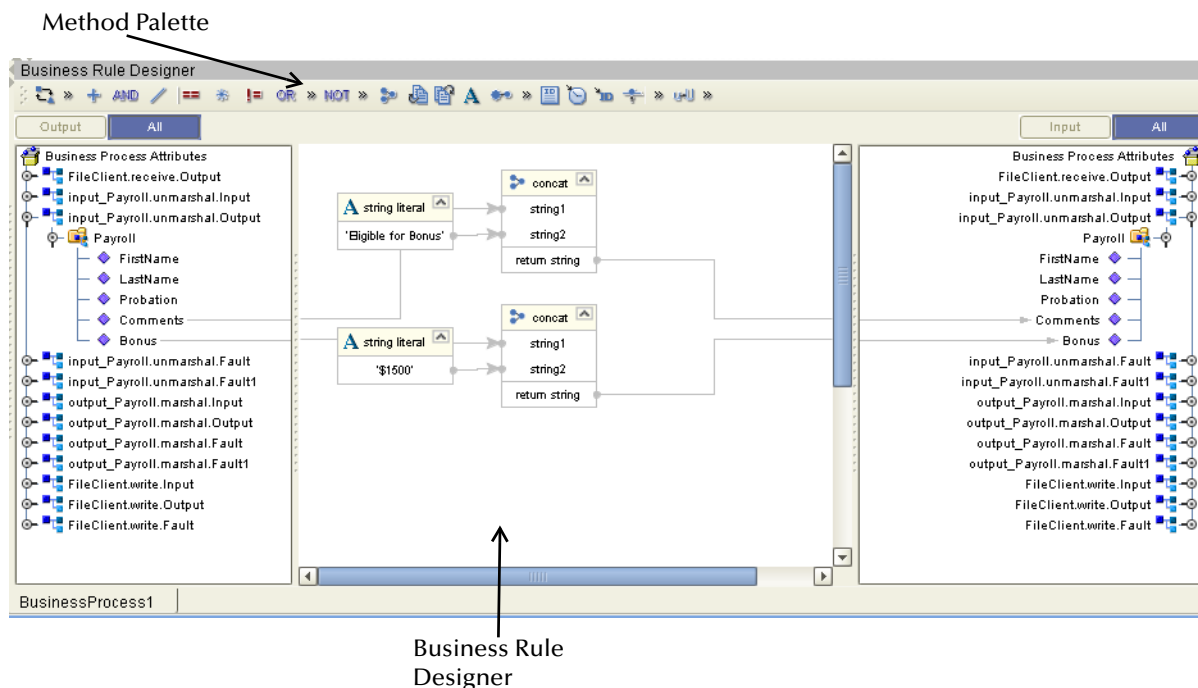 Method Palette
Business Rule Designer
» + AND / == != OR » NOT » A » ID ID » »
Output All
Input All
Business Process Attributes
FileClient.receive.Output
input_Payroll.unmarshal.Input
input_Payroll.unmarshal.Output
Payroll
FirstName
LastName
Probation
Comments
Bonus
input_Payroll.unmarshal.Fault
input_Payroll.unmarshal.Fault1
output_Payroll.marshal.Input
output_Payroll.marshal.Output
output_Payroll.marshal.Fault
output_Payroll.marshal.Fault1
FileClient.write.Input
FileClient.write.Output
FileClient.write.Fault
A string literal
'Eligible for Bonus'
concat
string1
string2
return string
A string literal
'$1500'
concat
string1
string2
return string
Business Process Attributes
FileClient.receive.Output
input_Payroll.unmarshal.Input
input_Payroll.unmarshal.Output
Payroll
FirstName
LastName
Probation
Comments
Bonus
input_Payroll.unmarshal.Fault
input_Payroll.unmarshal.Fault1
output_Payroll.marshal.Input
output_Payroll.marshal.Output
output_Payroll.marshal.Fault
output_Payroll.marshal.Fault1
FileClient.write.Input
FileClient.write.Output
FileClient.write.Fault
BusinessProcess1
Business Rule
Designer